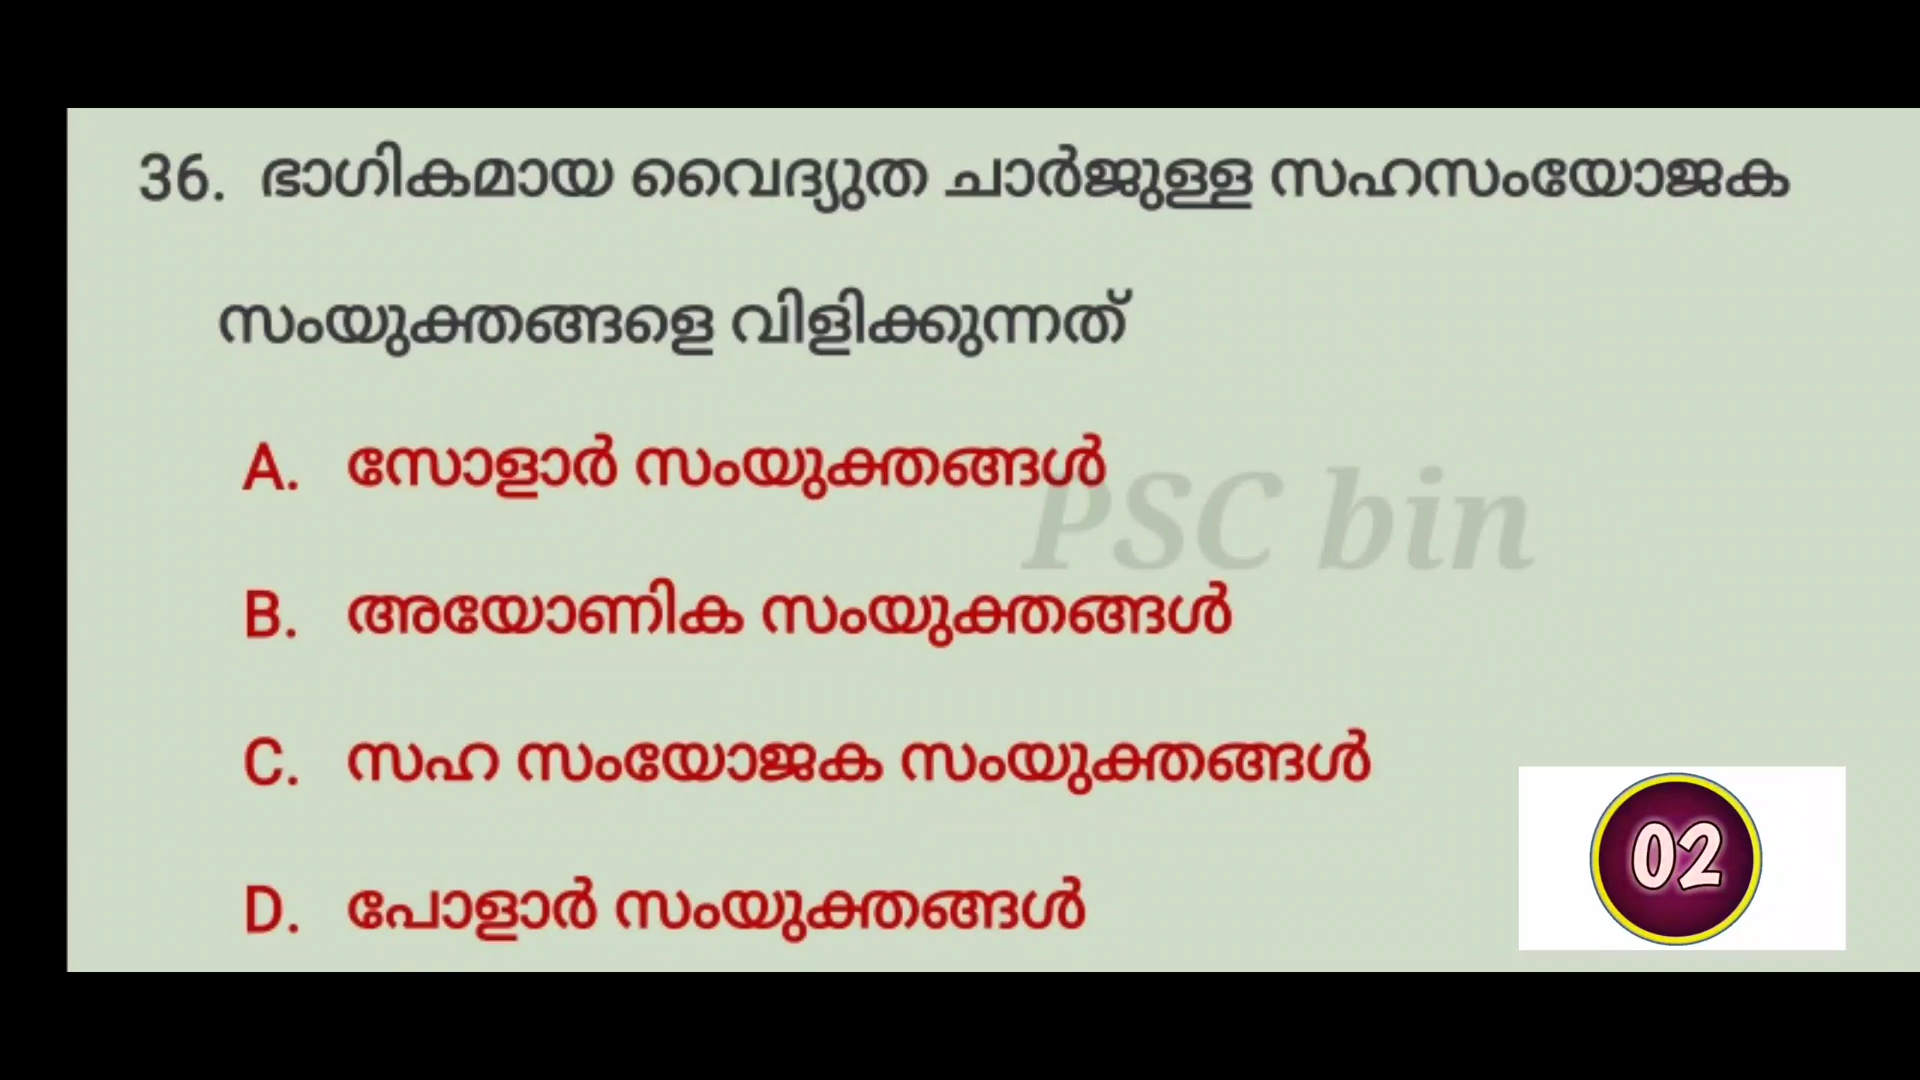 36. ഭാഗികമായ വൈദ്യുത ചാർജുള്ള സഹസംയോജക
സംയുക്തങ്ങളെ വിളിക്കുന്നത്
A. സോളാർ സംയുക്തങ്ങൾ
PSC bin
B. അയോണിക സംയുക്തങ്ങൾ
C. സഹ സംയോജക സംയുക്തങ്ങൾ
02
D. പോളാർ സംയുക്തങ്ങൾ